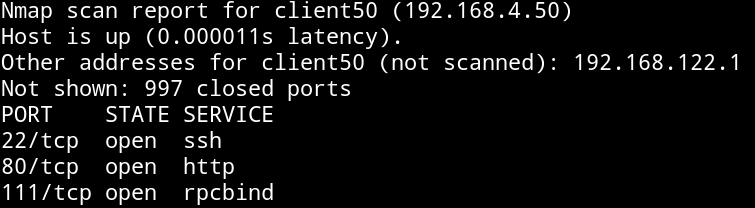 Nmap scan report for client50 (192.168.4.50)
Host is up (0.000011s latency).
Other addresses for client50 (not scanned): 192.168.122.1
Not shown: 997 closed ports
PORT    STATE SERVICE
22/tcp  open  ssh
80/tcp  open  http
111/tcp open  rpcbind